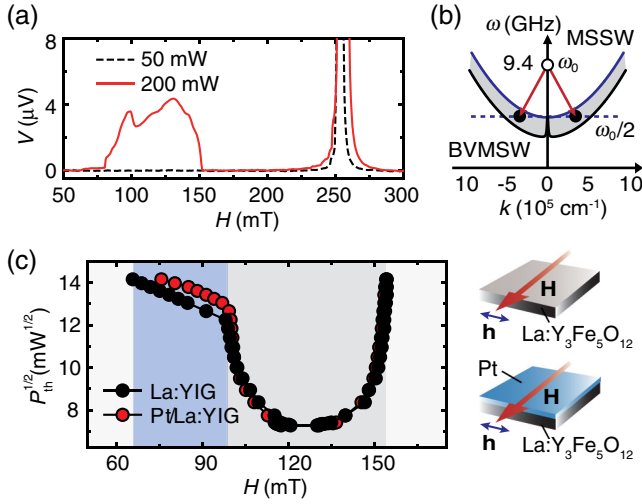 (a)
50 mW
200 mW
V (μV)
8
4
0
50 100 150 200 250 300
H (mT)
(b)
ω (GHz)
MSSW
9.4
ω₀
ω₀/2
BVMSW
10 -5 0 5 10
k (10⁵ cm⁻¹)
(c)
P_th^1/2 (mW^1/2)
14
12
10
8
La:YIG
Pt/La:YIG
60 90 120 150
H (mT)
H
h
La:Y₃Fe₅O₁₂
Pt
H
h
La:Y₃Fe₅O₁₂